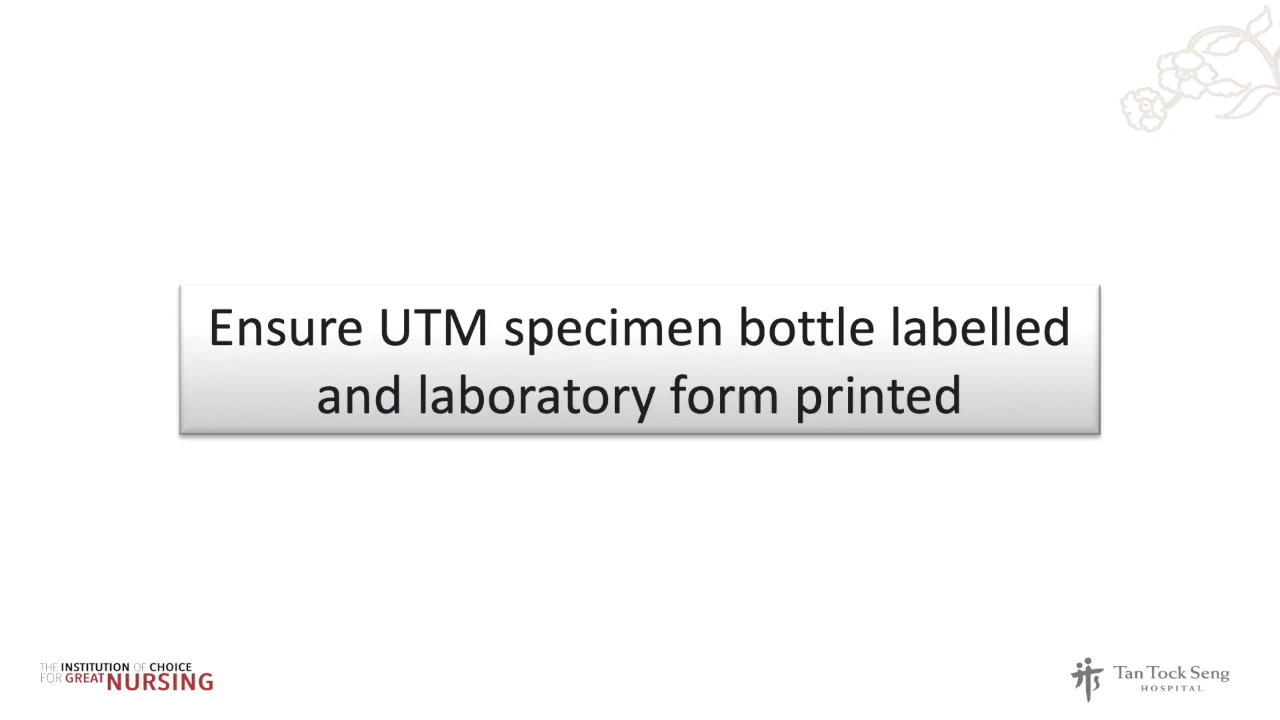 Ensure UTM specimen bottle labelled
and laboratory form printed
THE INSTITUTION OF CHOICE
FOR GREAT NURSING
Tan Tock Seng
HOSPITAL